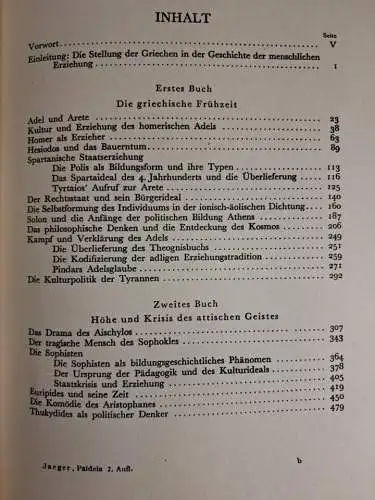 INHALT
Seite
Vorwort. V
Einleitung: Die Stellung der Griechen in der Geschichte der menschlichen
Erziehung 1
Erstes Buch
Die griechische Frühzeit
Adel und Arete 23
Kultur und Erziehung des homerischen Adels 38
Homer als Erzieher 63
Hesiodos und das Bauerntum 89
Spartanische Staatserziehung
Die Polis als Bildungsform und ihre Typen 113
Das Spartaideal des 4. Jahrhunderts und die Überlieferung 116
Tyrtaios' Aufruf zur Arete 125
Der Rechtsstaat und sein Bürgerideal 140
Die Selbstformung des Individuums in der ionisch-äolischen Dichtung 160
Solon und die Anfänge der politischen Bildung Athens 187
Das philosophische Denken und die Entdeckung des Kosmos 206
Kampf und Verklärung des Adels 249
Die Überlieferung des Theognisbuchs 251
Die Kodifizierung der adligen Erziehungstradition 259
Pindars Adelsglaube 271
Die Kulturpolitik der Tyrannen 292
Zweites Buch
Höhe und Krisis des attischen Geistes
Das Drama des Aischylos 307
Der tragische Mensch des Sophokles 343
Die Sophisten
Die Sophisten als bildungsgeschichtliches Phänomen 364
Der Ursprung der Pädagogik und des Kulturideals 378
Staatskrisis und Erziehung 405
Euripides und seine Zeit 419
Die Komödie des Aristophanes 450
Thukydides als politischer Denker 479
Jaeger, Paideia 2. Aufl. b